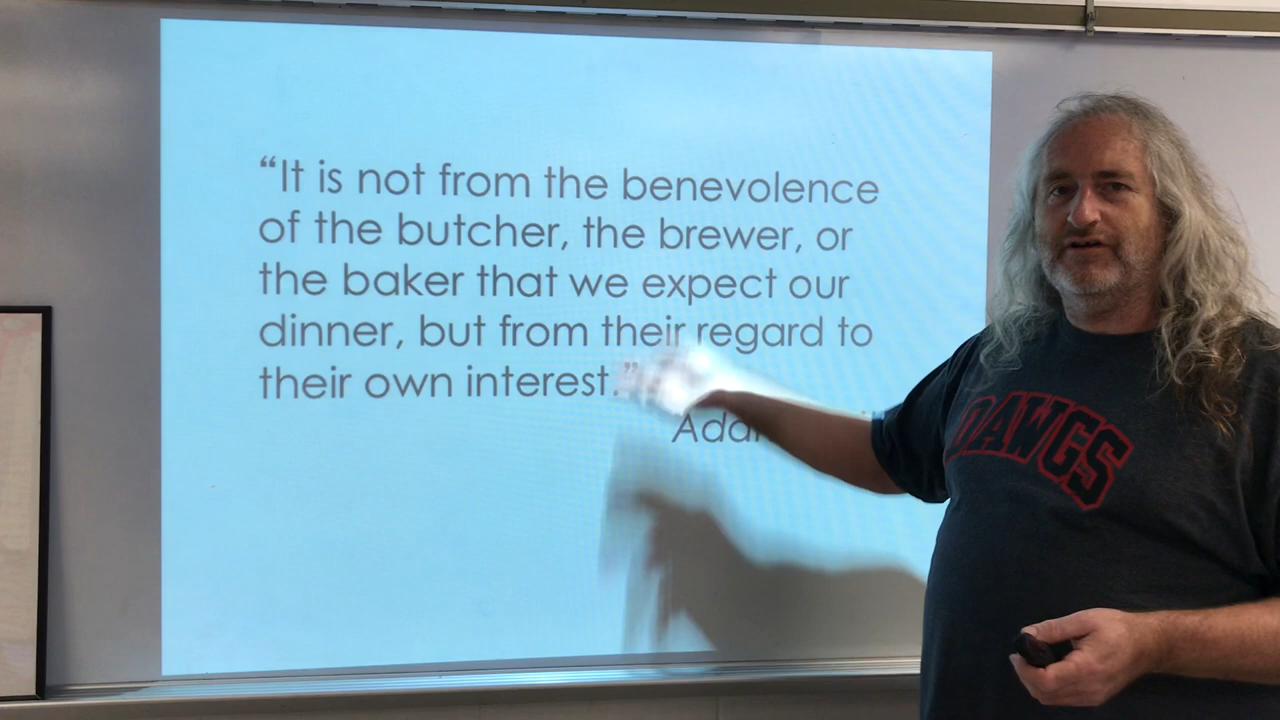 “It is not from the benevolence
of the butcher, the brewer, or
the baker that we expect our
dinner, but from their regard to
their own interest.”
DAWGS